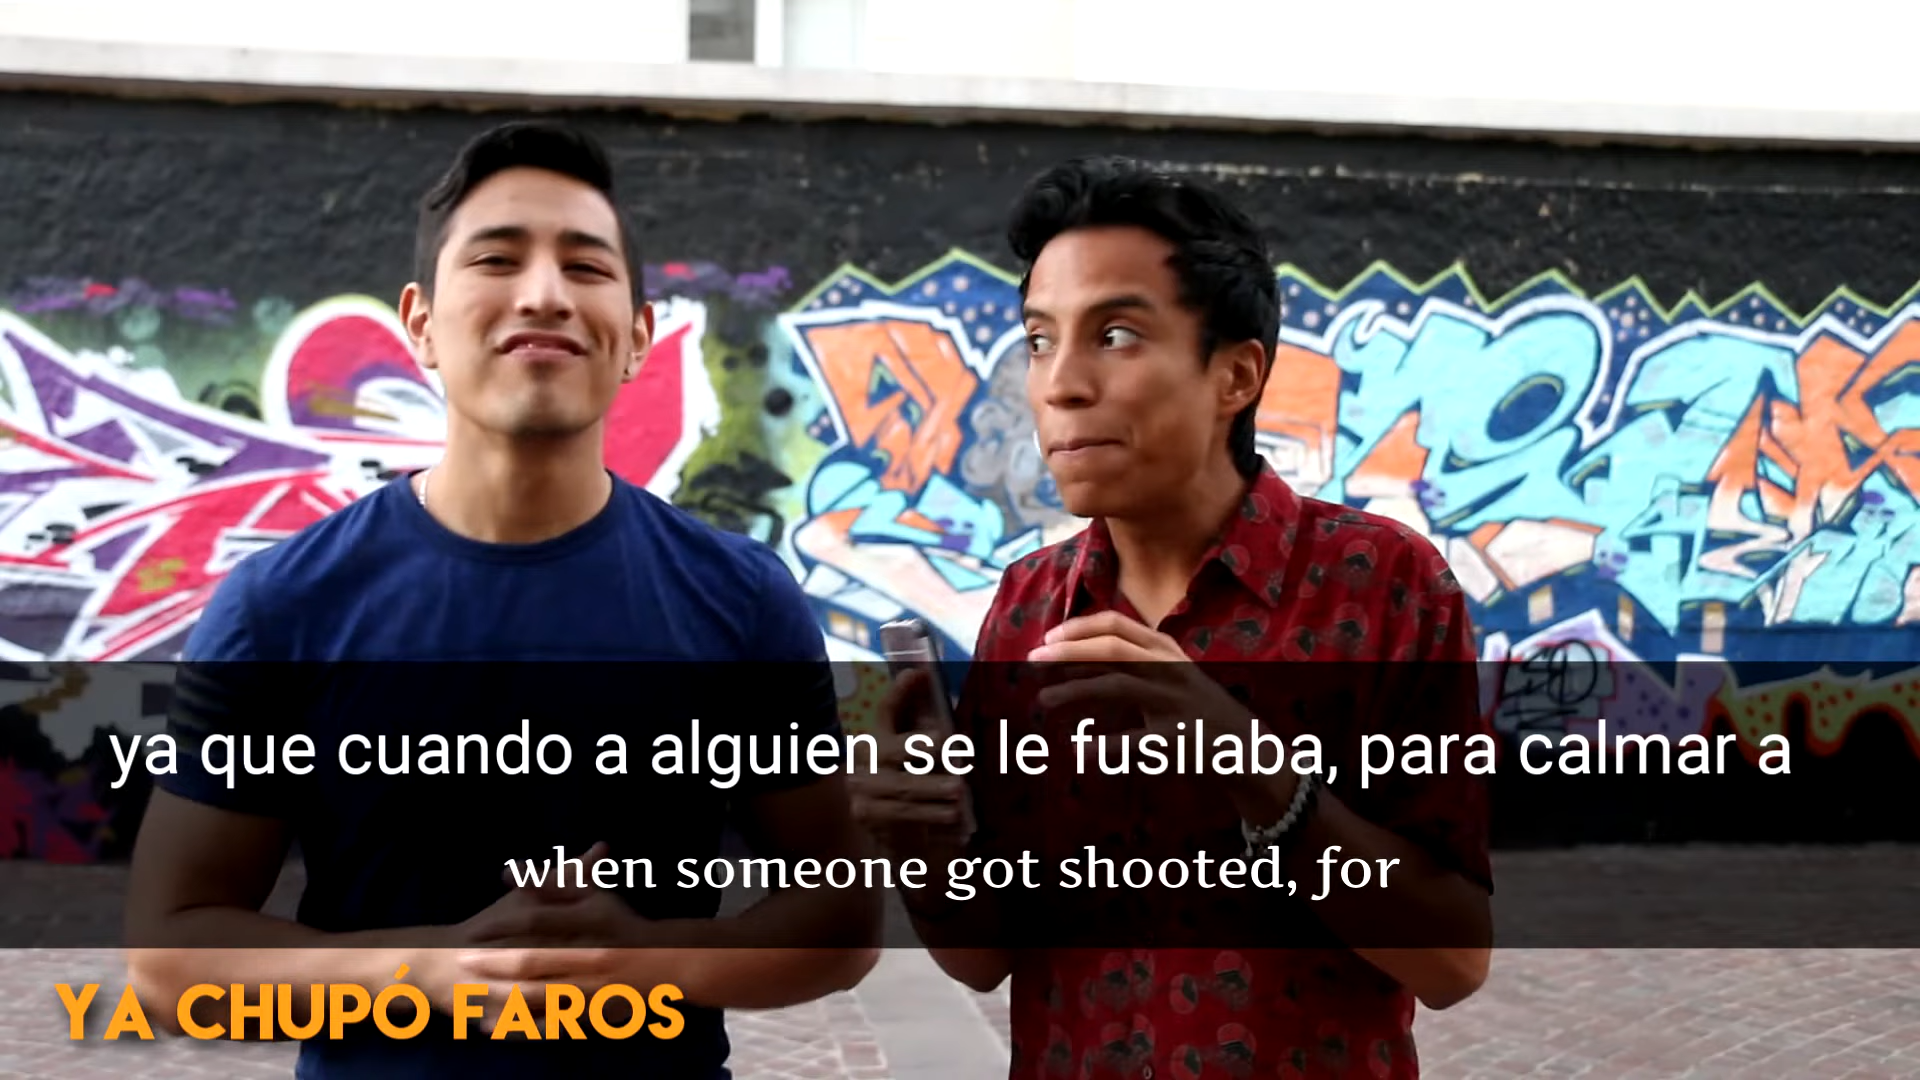 ya que cuando a alguien se le fusilaba, para calmar a
when someone got shooted, for
YA CHUPÓ FAROS